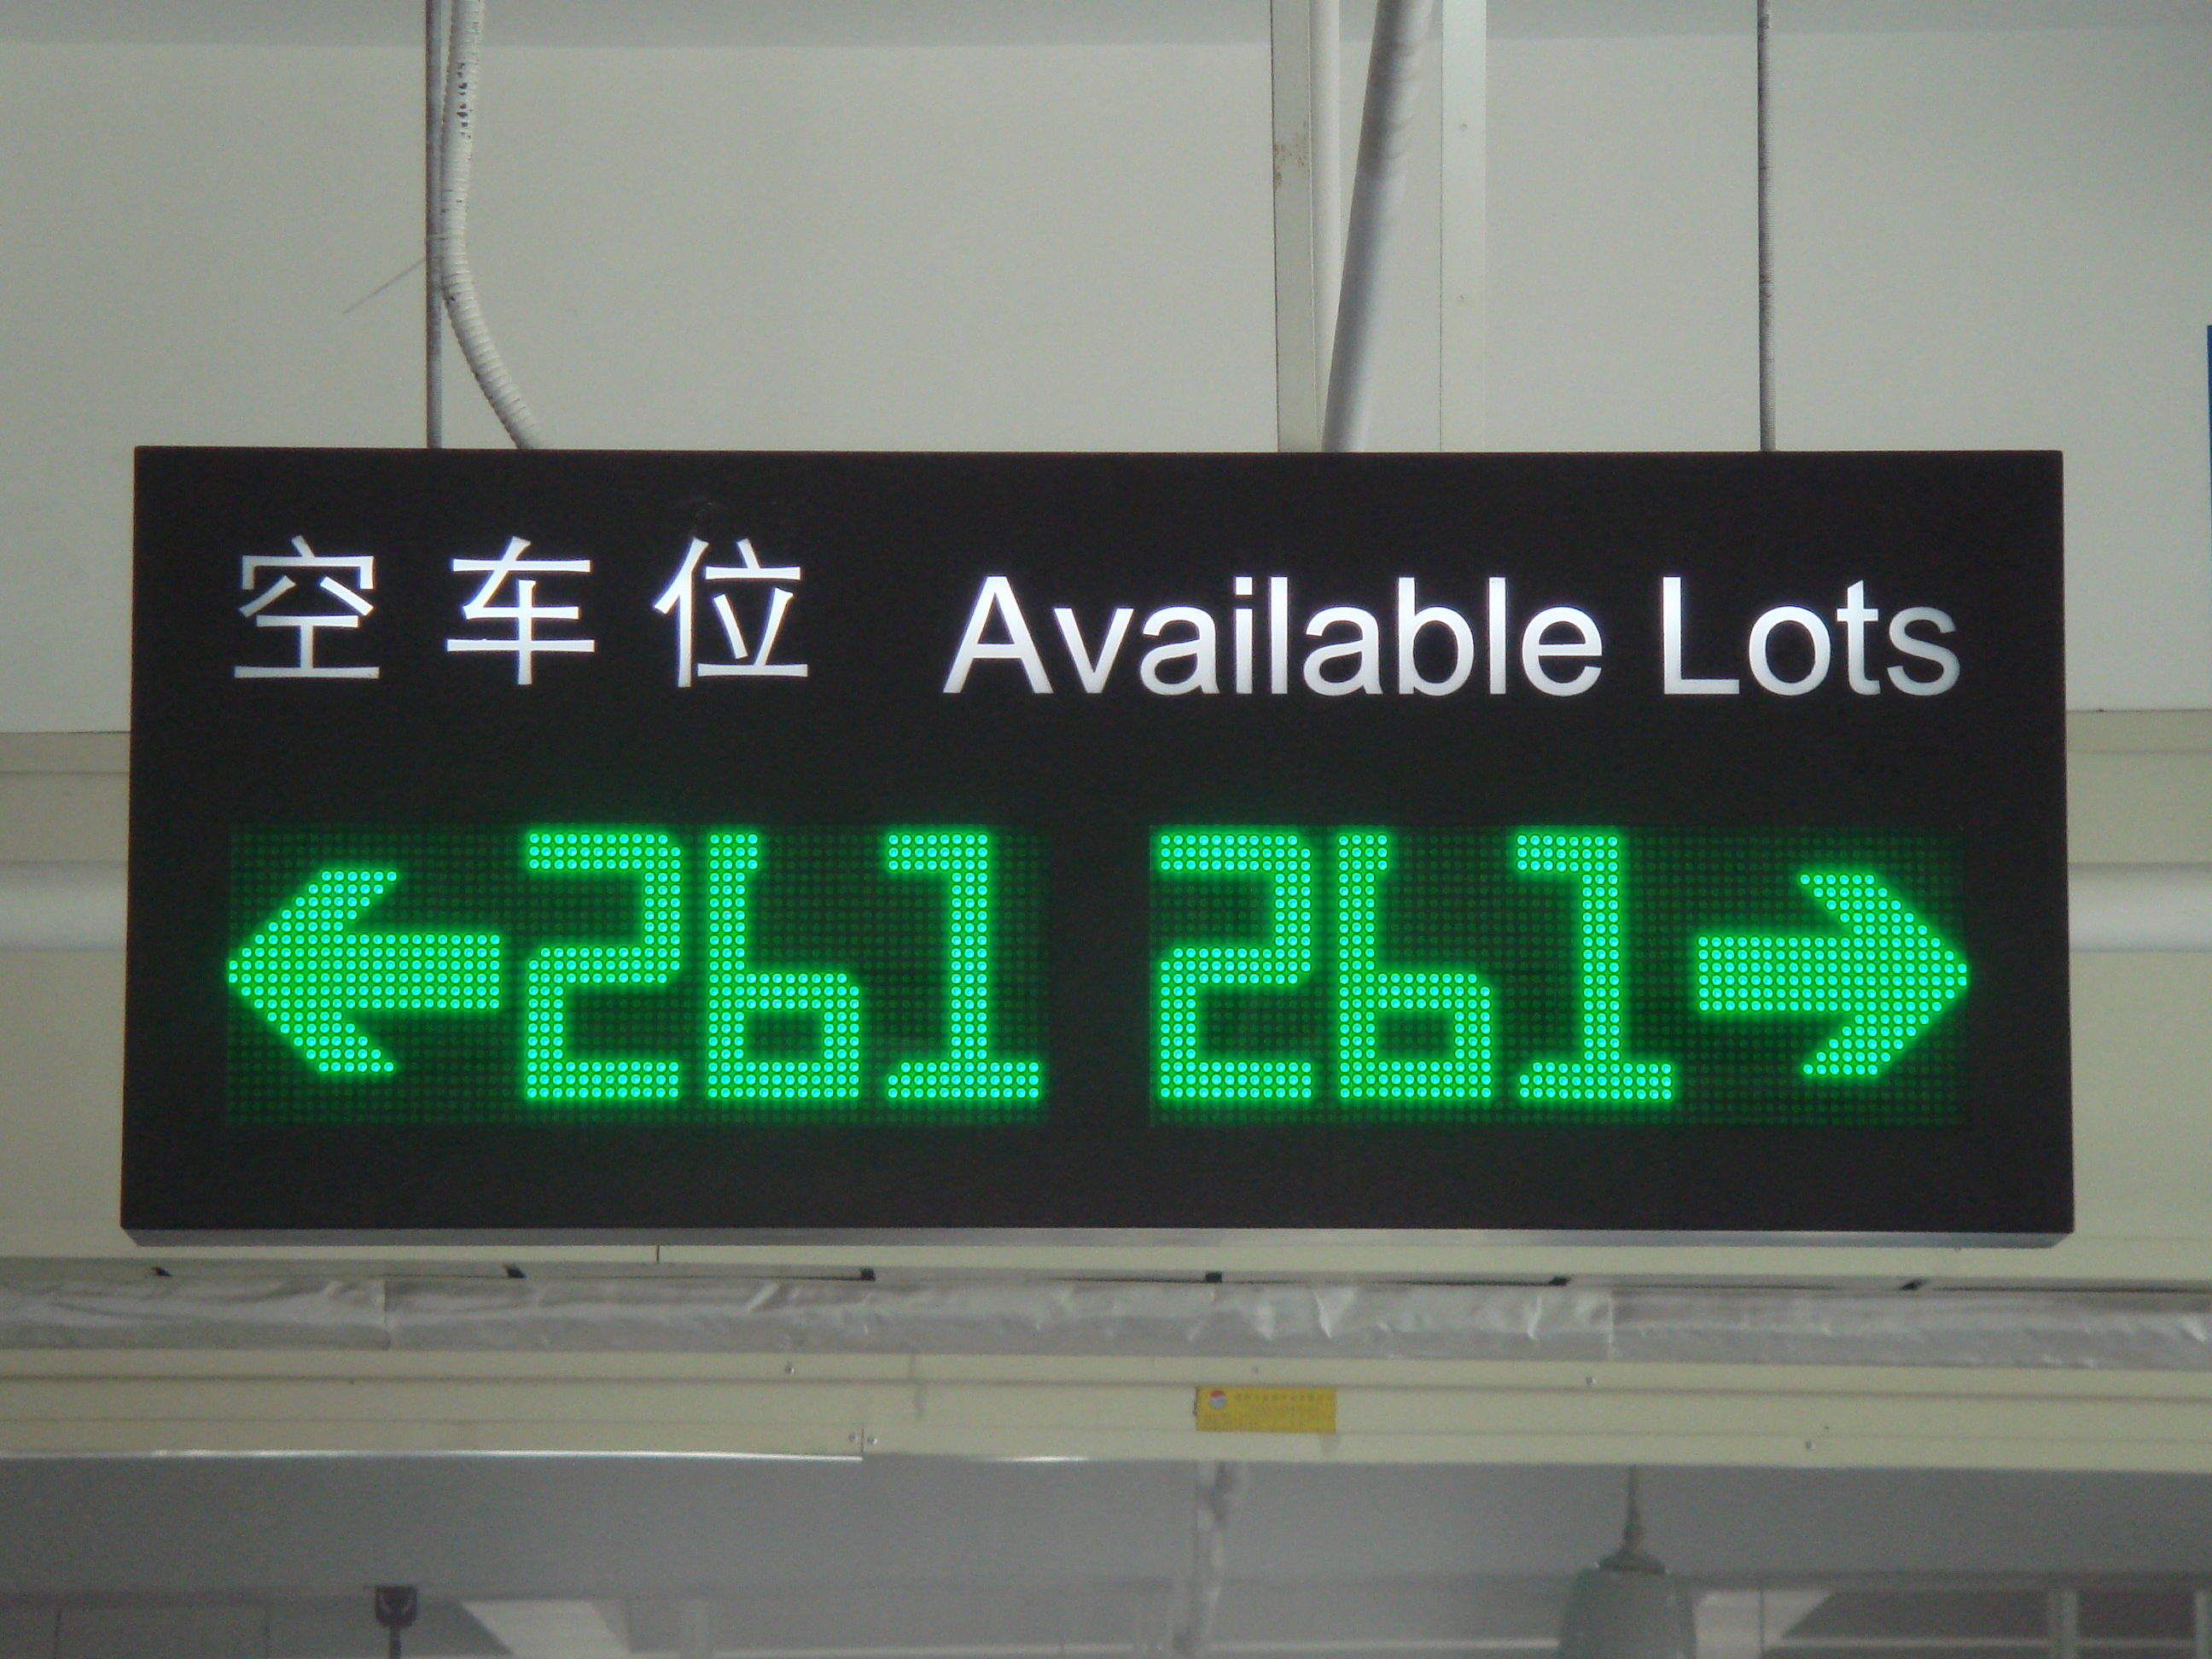 空车位 Available Lots
← 261 261 →